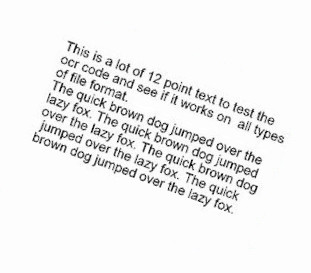 This is a lot of 12 point text to test the
ocr code and see if it works on all types
of file format.
The quick brown dog jumped over the
lazy fox. The quick brown dog jumped
over the lazy fox. The quick brown dog
jumped over the lazy fox. The quick
brown dog jumped over the lazy fox.